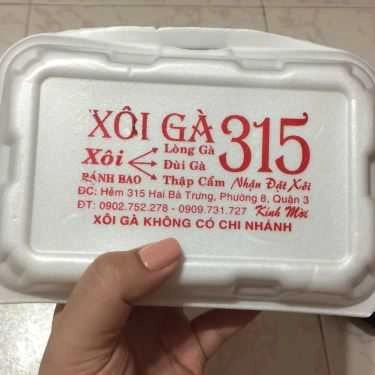 XÔI GÀ 315
Xôi Lòng Gà
Đùi Gà
BÁNH BAO Thập Cẩm Nhận Đặt Xôi
ĐC: Hẻm 315 Hai Bà Trưng, Phường 8, Quận 3
ĐT: 0902.752.278 - 0909.731.727 Kính Mời
XÔI GÀ KHÔNG CÓ CHI NHÁNH